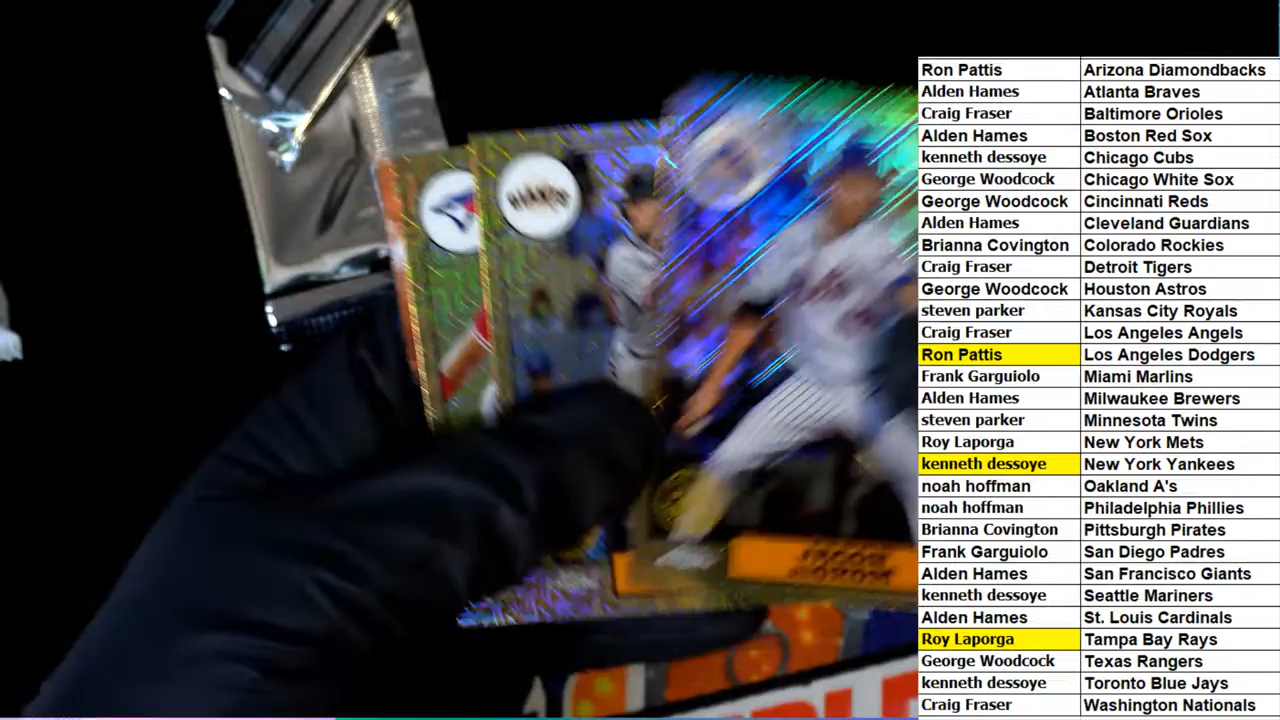 GIANTS
Ron Pattis Arizona Diamondbacks
Alden Hames Atlanta Braves
Craig Fraser Baltimore Orioles
Alden Hames Boston Red Sox
kenneth dessoye Chicago Cubs
George Woodcock Chicago White Sox
George Woodcock Cincinnati Reds
Alden Hames Cleveland Guardians
Brianna Covington Colorado Rockies
Craig Fraser Detroit Tigers
George Woodcock Houston Astros
steven parker Kansas City Royals
Craig Fraser Los Angeles Angels
Ron Pattis Los Angeles Dodgers
Frank Garguiolo Miami Marlins
Alden Hames Milwaukee Brewers
steven parker Minnesota Twins
Roy Laporga New York Mets
kenneth dessoye New York Yankees
noah hoffman Oakland A's
noah hoffman Philadelphia Phillies
Brianna Covington Pittsburgh Pirates
Frank Garguiolo San Diego Padres
Alden Hames San Francisco Giants
kenneth dessoye Seattle Mariners
Alden Hames St. Louis Cardinals
Roy Laporga Tampa Bay Rays
George Woodcock Texas Rangers
kenneth dessoye Toronto Blue Jays
Craig Fraser Washington Nationals